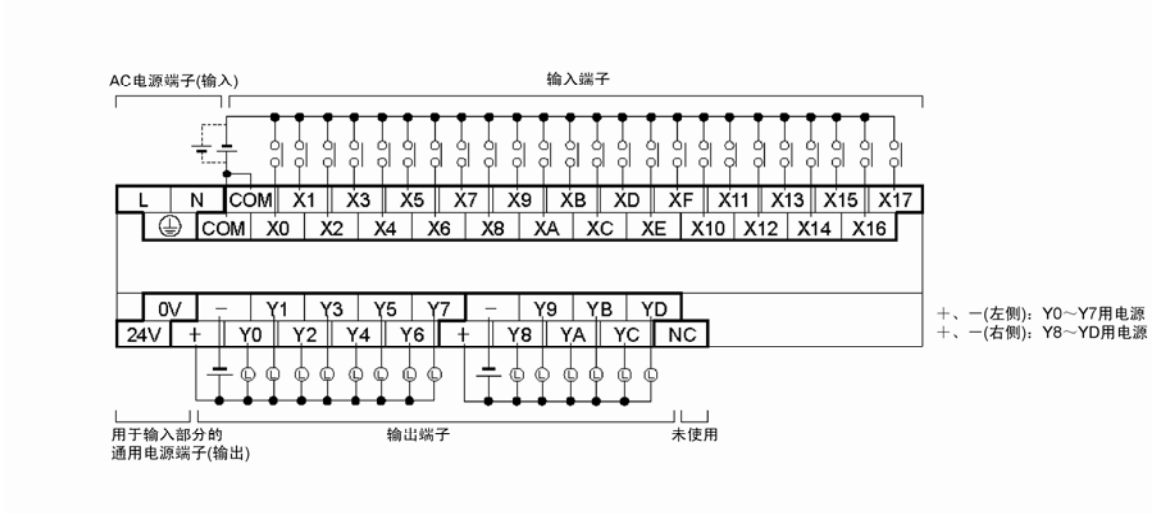 AC电源端子(输入) 输入端子
L N COM X1 X3 X5 X7 X9 XB XD XF X11 X13 X15 X17
COM X0 X2 X4 X6 X8 XA XC XE X10 X12 X14 X16
0V － Y1 Y3 Y5 Y7 － Y9 YB YD
24V + Y0 Y2 Y4 Y6 + Y8 YA YC NC
＋、－(左侧)：Y0～Y7用电源
＋、－(右侧)：Y8～YD用电源
L L L L L L L L L L L L L L
用于输入部分的 输出端子 未使用
通用电源端子(输出)